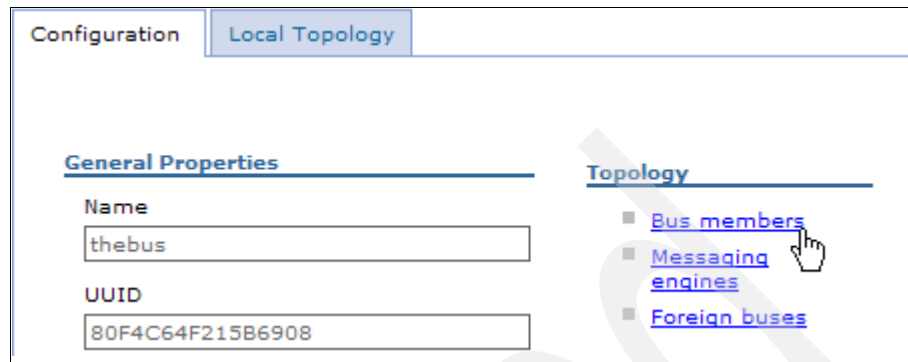 Configuration
Local Topology
General Properties
Name
thebus
UUID
80F4C64F215B6908
Topology
Bus members
Messaging
engines
Foreign buses